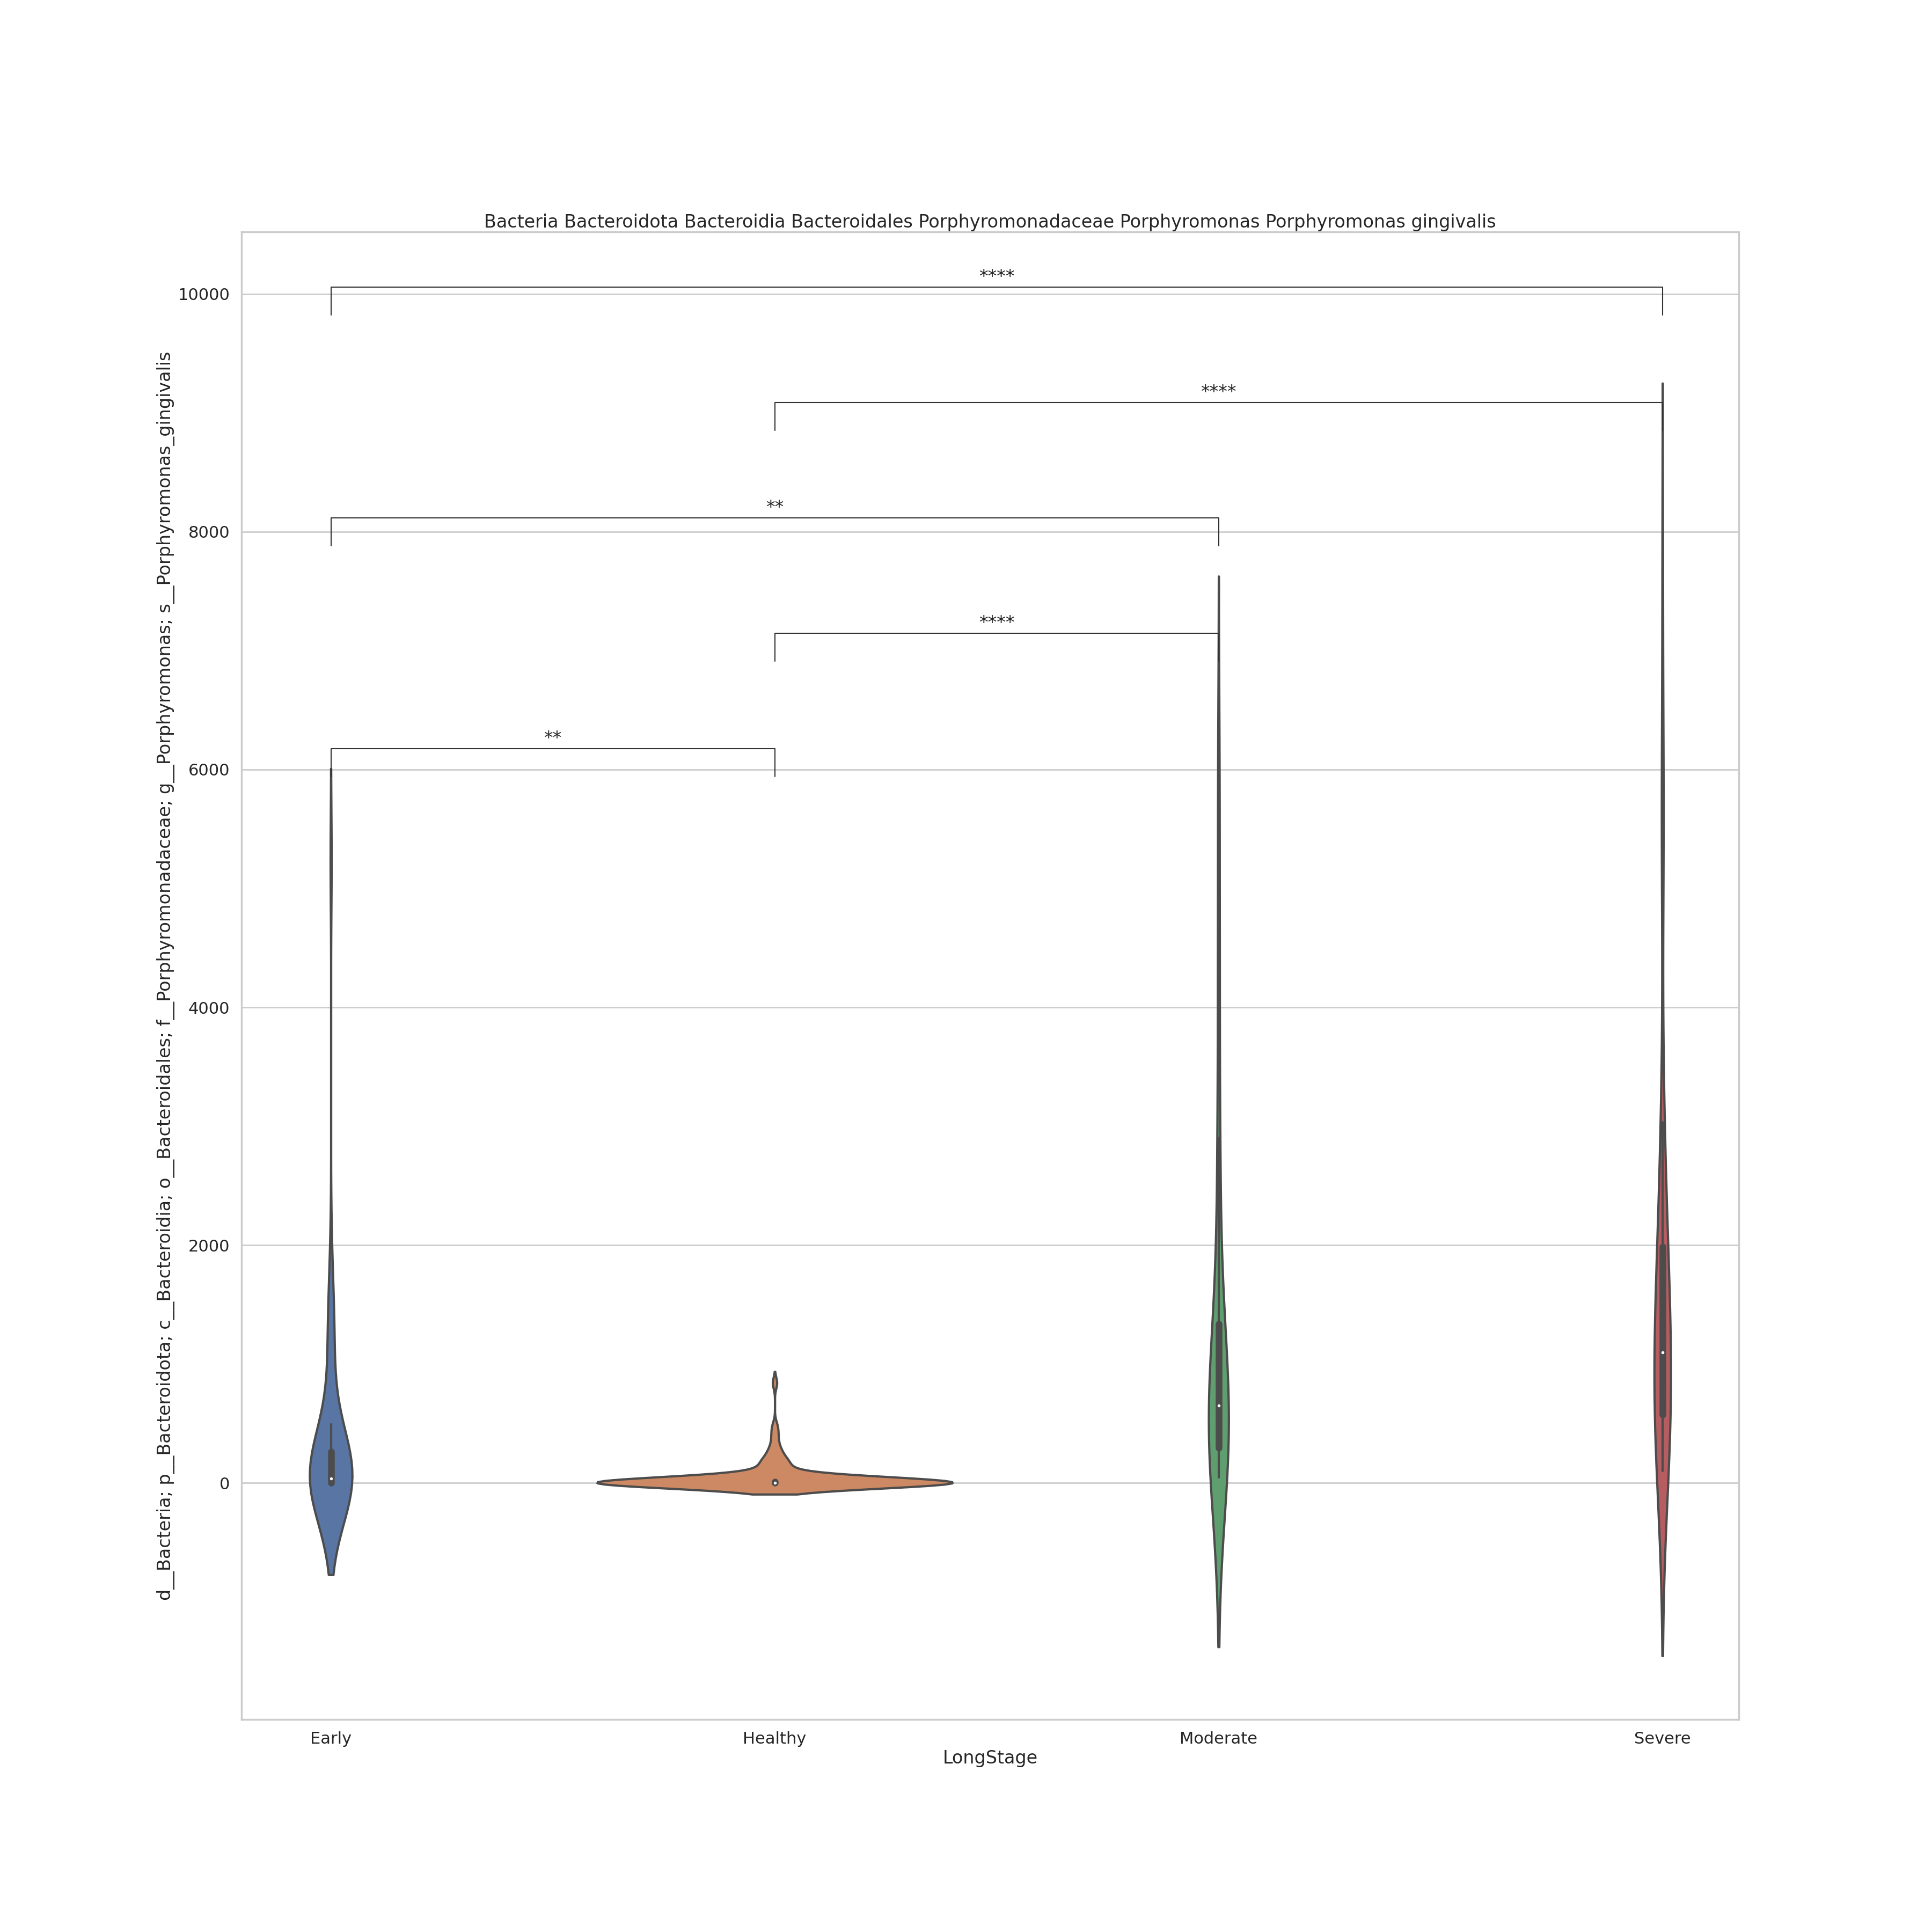 Bacteria Bacteroidota Bacteroidia Bacteroidales Porphyromonadaceae Porphyromonas Porphyromonas gingivalis
****
10000
****
**
8000
****
**
6000
4000
2000
0
d__Bacteria; p__Bacteroidota; c__Bacteroidia; o__Bacteroidales; f__Porphyromonadaceae; g__Porphyromonas; s__Porphyromonas_gingivalis
Early Healthy Moderate Severe
LongStage